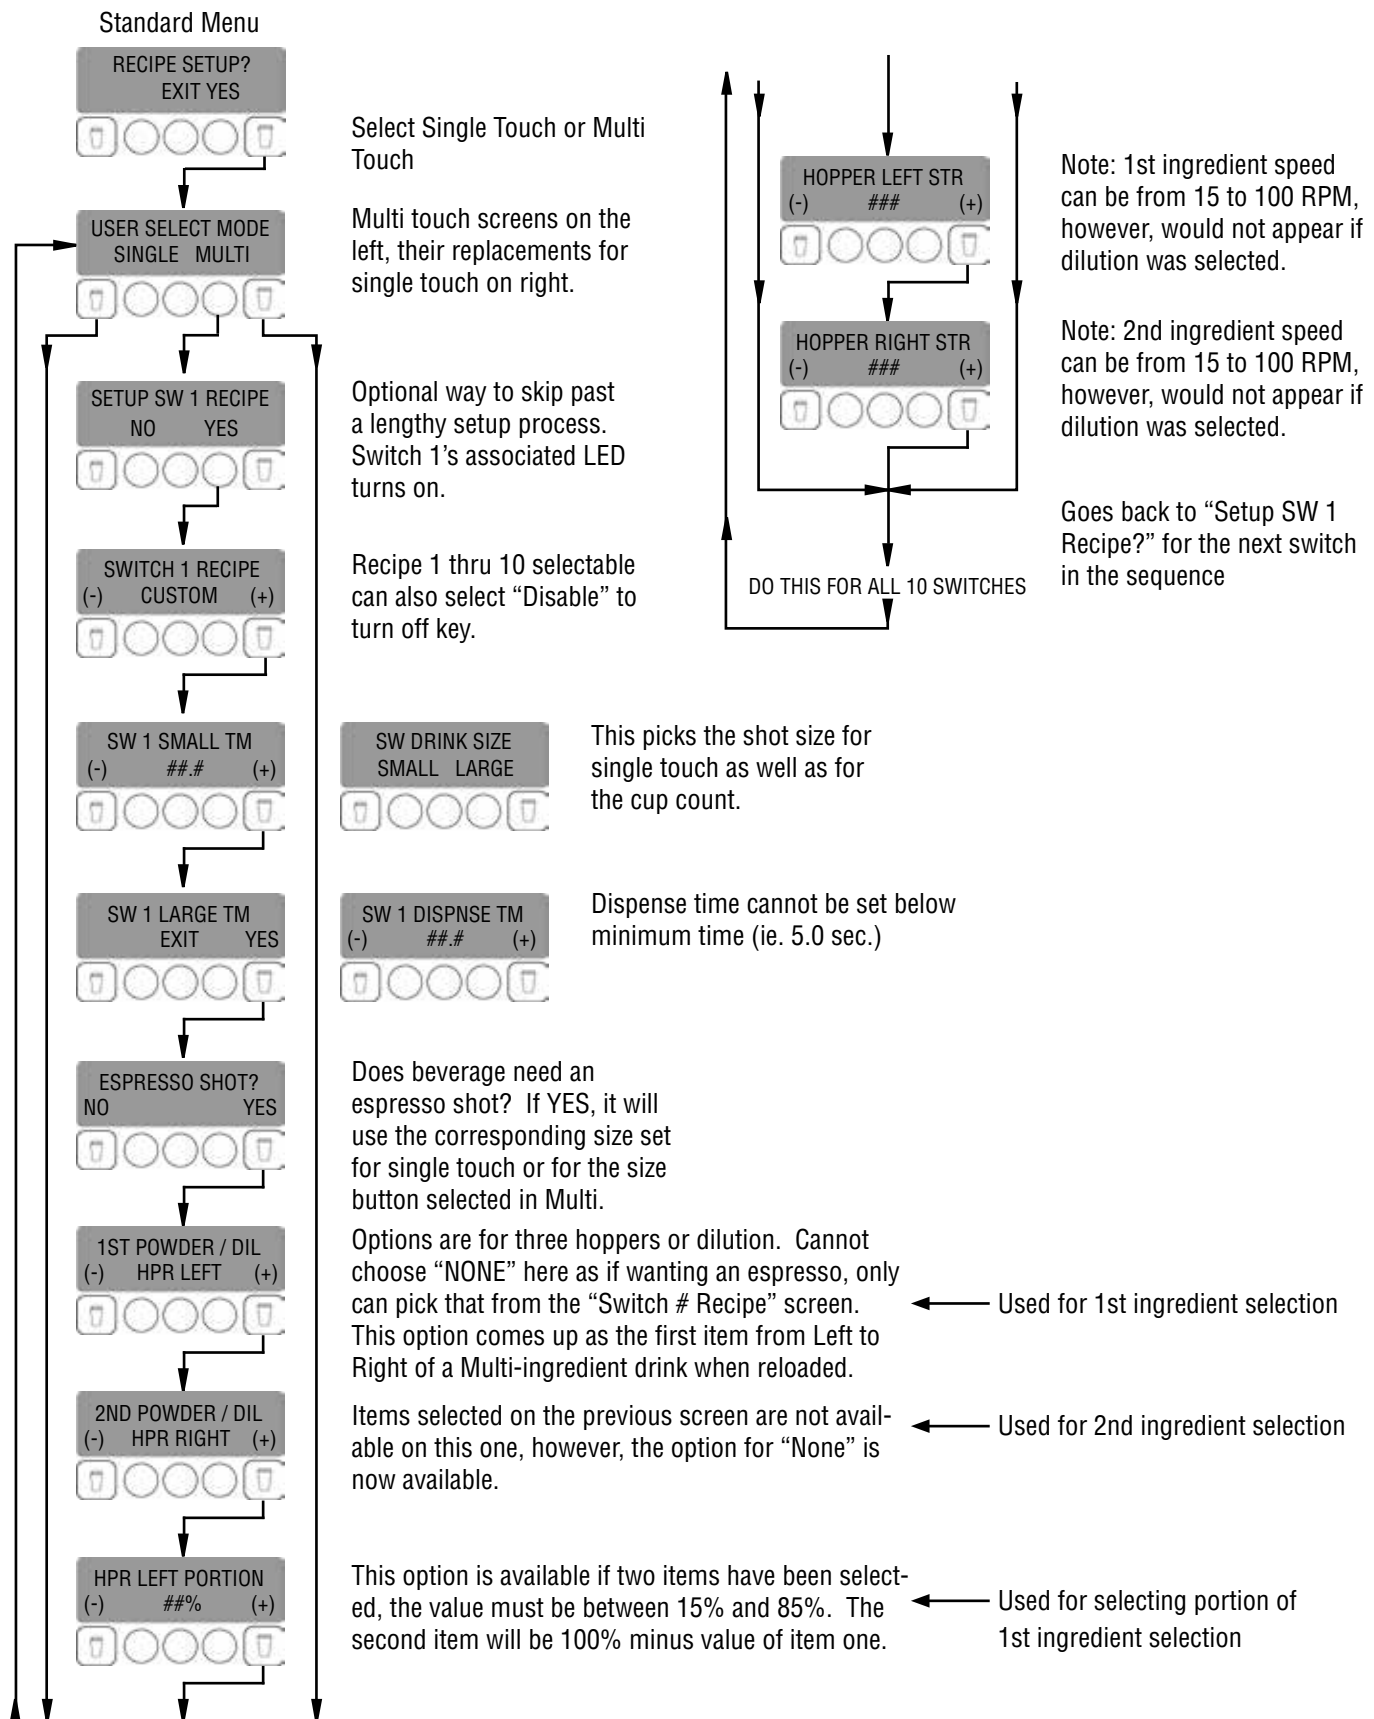 Standard Menu
RECIPE SETUP?
EXIT YES
Select Single Touch or Multi
Touch
USER SELECT MODE
SINGLE MULTI
Multi touch screens on the
left, their replacements for
single touch on right.
SETUP SW 1 RECIPE
NO YES
Optional way to skip past
a lengthy setup process.
Switch 1’s associated LED
turns on.
SWITCH 1 RECIPE
(-) CUSTOM (+)
Recipe 1 thru 10 selectable
can also select “Disable” to
turn off key.
SW 1 SMALL TM
(-) ##.# (+)
SW DRINK SIZE
SMALL LARGE
This picks the shot size for
single touch as well as for
the cup count.
SW 1 LARGE TM
EXIT YES
SW 1 DISPNSE TM
(-) ##.# (+)
Dispense time cannot be set below
minimum time (ie. 5.0 sec.)
ESPRESSO SHOT?
NO YES
Does beverage need an
espresso shot? If YES, it will
use the corresponding size set
for single touch or for the size
button selected in Multi.
1ST POWDER / DIL
(-) HPR LEFT (+)
Options are for three hoppers or dilution. Cannot
choose “NONE” here as if wanting an espresso, only
can pick that from the “Switch # Recipe” screen.
This option comes up as the first item from Left to
Right of a Multi-ingredient drink when reloaded.
Used for 1st ingredient selection
2ND POWDER / DIL
(-) HPR RIGHT (+)
Items selected on the previous screen are not avail-
able on this one, however, the option for “None” is
now available.
Used for 2nd ingredient selection
HPR LEFT PORTION
(-) ##% (+)
This option is available if two items have been select-
ed, the value must be between 15% and 85%. The
second item will be 100% minus value of item one.
Used for selecting portion of
1st ingredient selection
HOPPER LEFT STR
(-) ### (+)
Note: 1st ingredient speed
can be from 15 to 100 RPM,
however, would not appear if
dilution was selected.
HOPPER RIGHT STR
(-) ### (+)
Note: 2nd ingredient speed
can be from 15 to 100 RPM,
however, would not appear if
dilution was selected.
Goes back to “Setup SW 1
Recipe?” for the next switch
in the sequence
DO THIS FOR ALL 10 SWITCHES